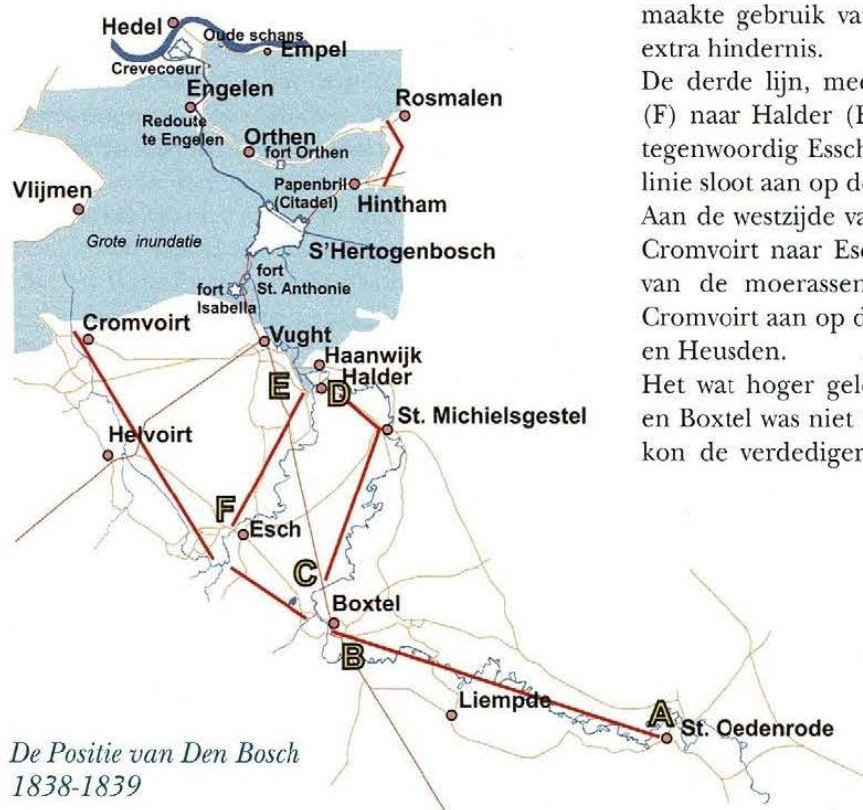 Hedel
Oude schans
Empel
Crevecoeur
Engelen
Redoute
te Engelen
Rosmalen
Orthen
fort Orthen
Papenbril
(Citadel)
Hintham
Vlijmen
Grote inundatie
S'Hertogenbosch
fort
St. Anthonie
fort
Isabella
Cromvoirt
Vught
Haanwijk
Halder
E
D
St. Michielsgestel
Helvoirt
F
Esch
C
Boxtel
B
Liempde
A
St. Oedenrode
De Positie van Den Bosch
1838-1839
maakte gebruik va
extra hindernis.
De derde lijn, mee
(F) naar Halder (E
tegenwoordig Essch
linie sloot aan op de
Aan de westzijde va
Cromvoirt naar Esc
van de moerassen
Cromvoirt aan op d
en Heusden.
Het wat hoger gele
en Boxtel was niet
kon de verdediger